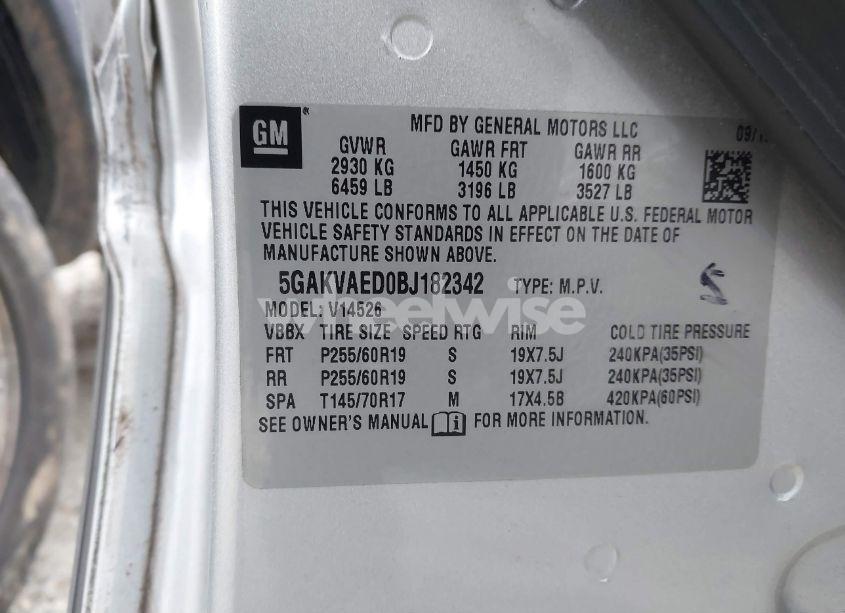 GM
MFD BY GENERAL MOTORS LLC
09/1
GVWR GAWR FRT GAWR RR
2930 KG 1450 KG 1600 KG
6459 LB 3196 LB 3527 LB
THIS VEHICLE CONFORMS TO ALL APPLICABLE U.S. FEDERAL MOTOR
VEHICLE SAFETY STANDARDS IN EFFECT ON THE DATE OF
MANUFACTURE SHOWN ABOVE.
5GAKVAED0BJ182342 TYPE: M.P.V.
wheelwise
MODEL: V14526
VBBX TIRE SIZE SPEED RTG RIM COLD TIRE PRESSURE
FRT P255/60R19 S 19X7.5J 240KPA(35PSI)
RR P255/60R19 S 19X7.5J 240KPA(35PSI)
SPA T145/70R17 M 17X4.5B 420KPA(60PSI)
SEE OWNER'S MANUAL FOR MORE INFORMATION.